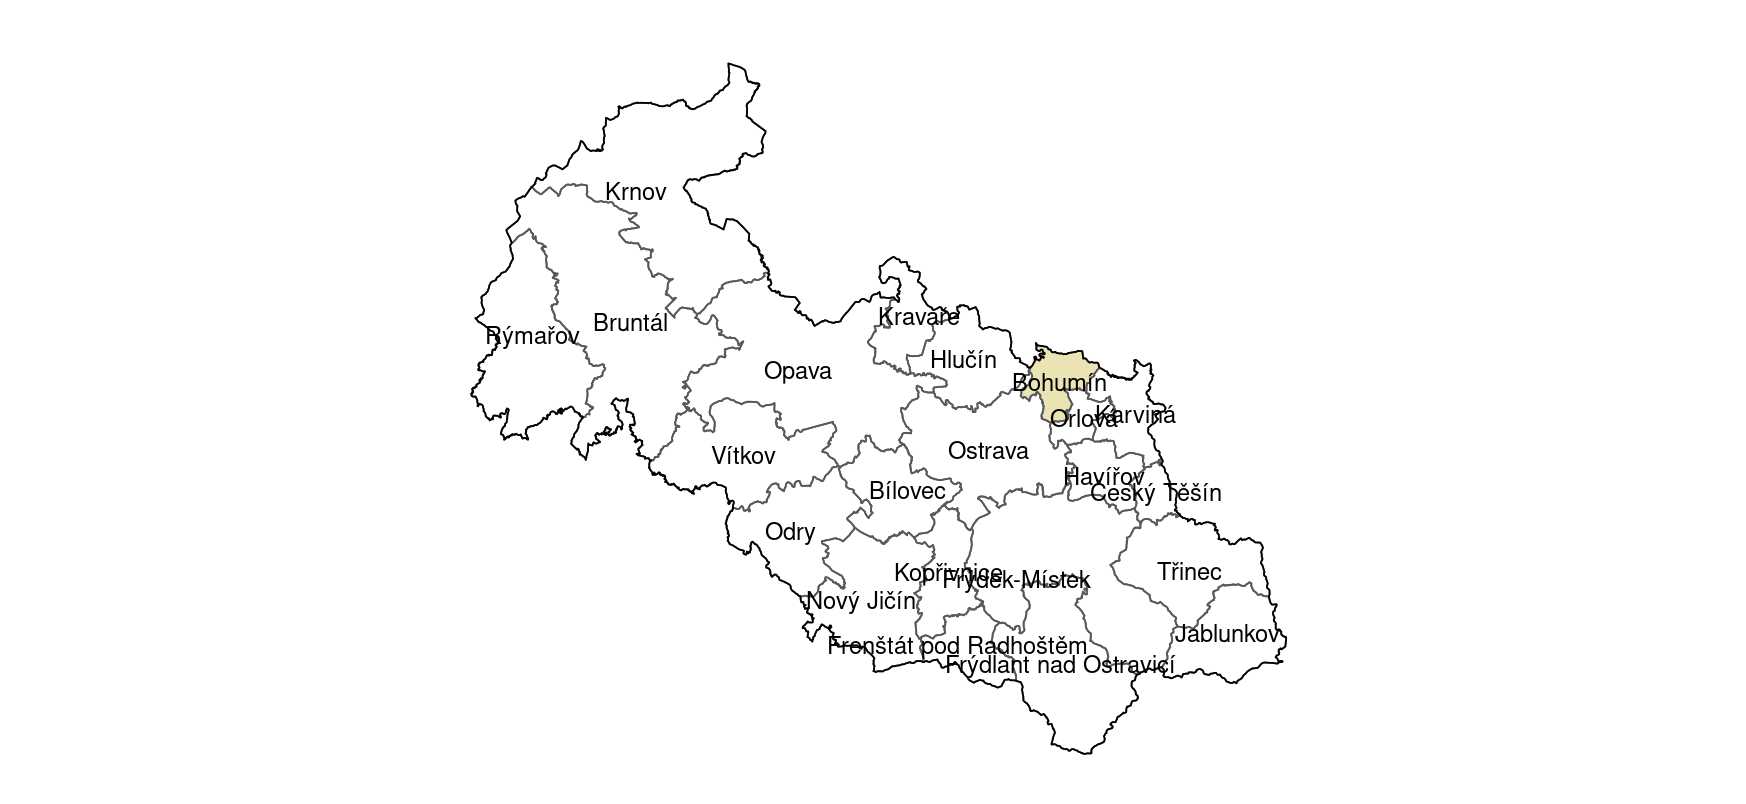 Krnov
Kravaře
Bruntál
Rýmařov
Hlučín
Opava
Bohumín
Karviná
Orlová
Ostrava
Vítkov
Havířov
Bílovec
Český Těšín
Odry
Třinec
Kopřivnice
Frýdek-Místek
Nový Jičín
Jablunkov
Frenštát pod Radhoštěm
Frýdlant nad Ostravicí